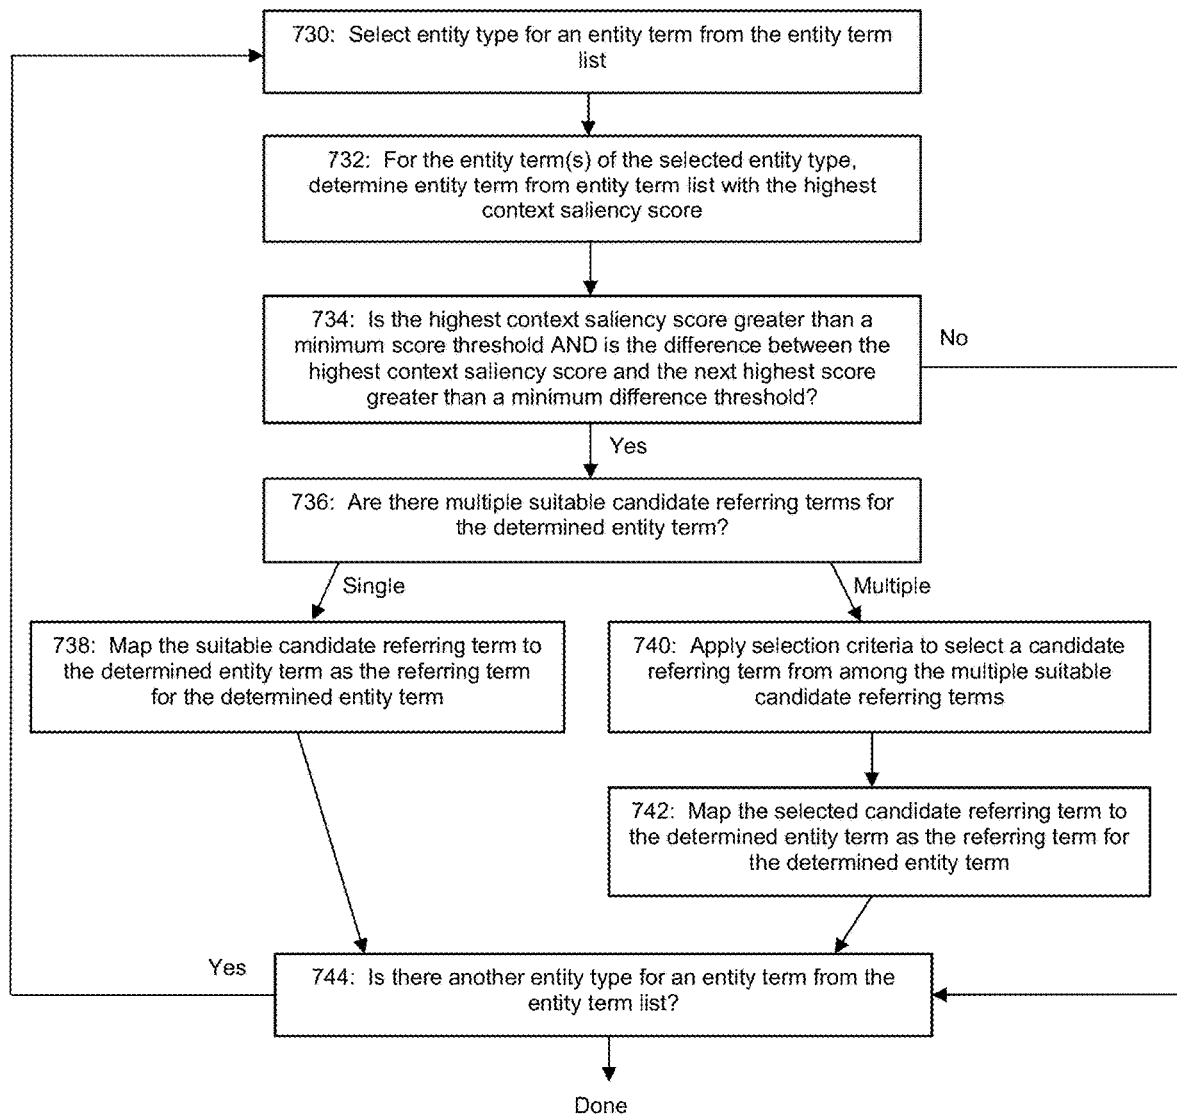 730: Select entity type for an entity term from the entity term
list
732: For the entity term(s) of the selected entity type,
determine entity term from entity term list with the highest
context saliency score
734: Is the highest context saliency score greater than a
minimum score threshold AND is the difference between the
highest context saliency score and the next highest score
greater than a minimum difference threshold?
No
Yes
736: Are there multiple suitable candidate referring terms for
the determined entity term?
Single
Multiple
738: Map the suitable candidate referring term to
the determined entity term as the referring term
for the determined entity term
740: Apply selection criteria to select a candidate
referring term from among the multiple suitable
candidate referring terms
742: Map the selected candidate referring term to
the determined entity term as the referring term for
the determined entity term
Yes
744: Is there another entity type for an entity term from the
entity term list?
Done